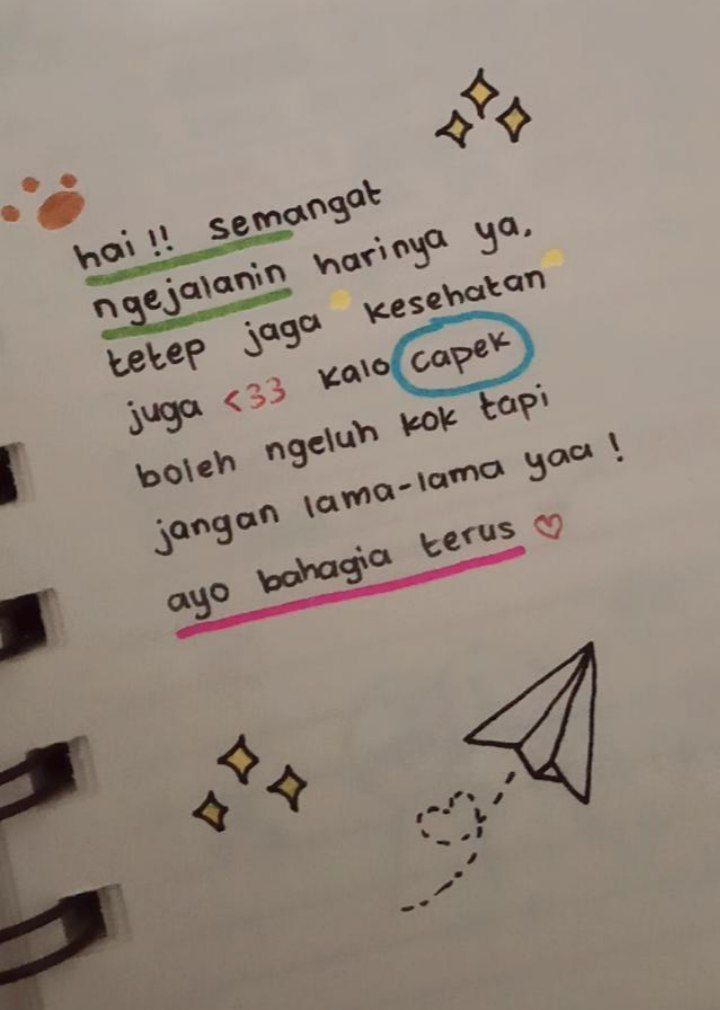 hai !! semangat
ngejalanin harinya ya,
tetep jaga kesehatan
juga <33 kalo capek
boleh ngeluh kok tapi
jangan lama-lama yaa !
ayo bahagia terus ♡